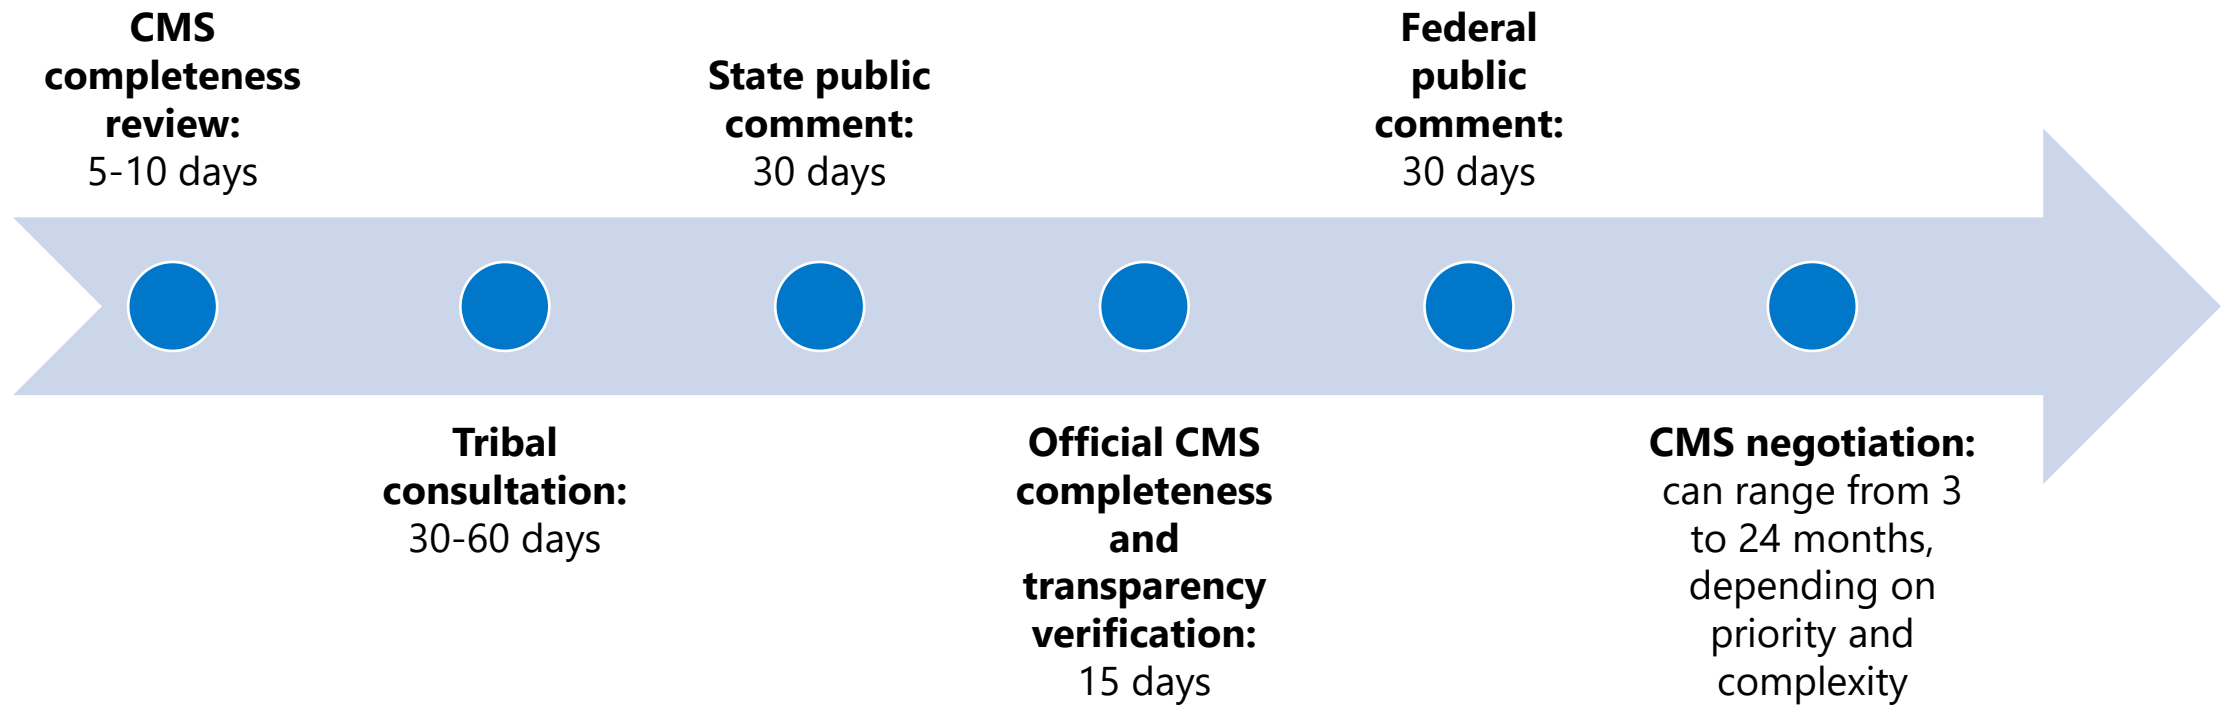 CMS
completeness
review:
5-10 days
Tribal
consultation:
30-60 days
State public
comment:
30 days
Official CMS
completeness
and
transparency
verification:
15 days
Federal
public
comment:
30 days
CMS negotiation:
can range from 3
to 24 months,
depending on
priority and
complexity